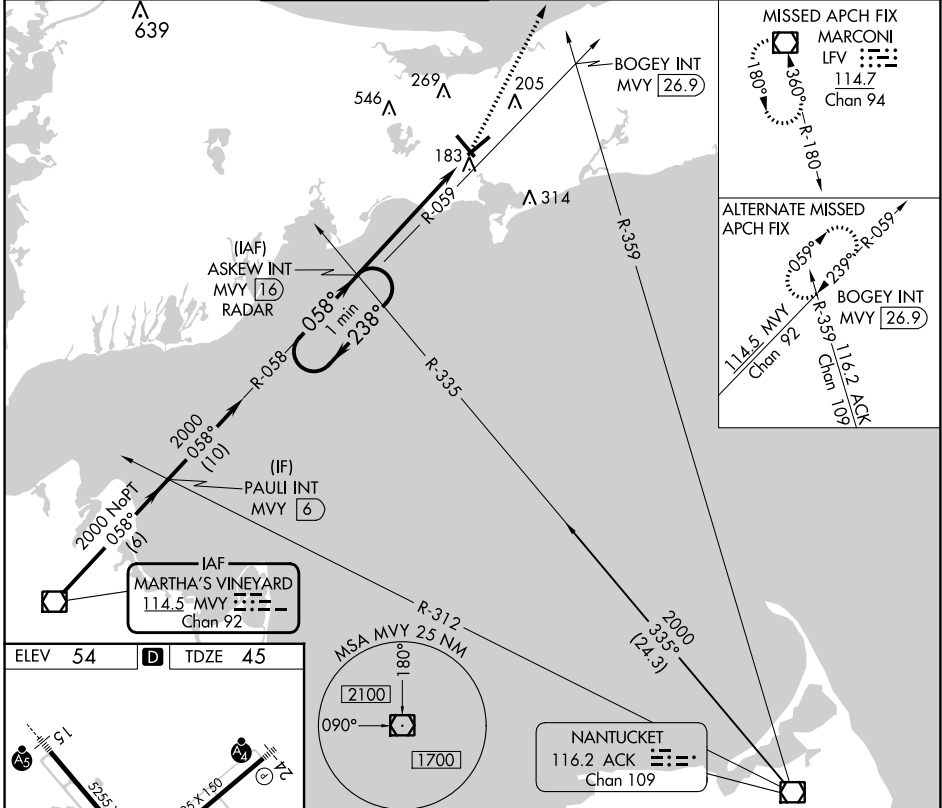 639
269
205
546
183
314
BOGEY INT
MVY 26.9
R-059
R-359
(IAF)
ASKEW INT
MVY 16
RADAR
058°
1 min
238°
R-058
R-335
2000
058°
(10)
(IF)
PAULI INT
MVY 6
2000 NoPT
058°
(6)
IAF
MARTHA'S VINEYARD
114.5 MVY
Chan 92
R-312
2000
335°
(24.3)
NANTUCKET
116.2 ACK
Chan 109
MSA MVY 25 NM
180°
2100
090°
1700
MISSED APCH FIX
MARCONI
LFV
114.7
Chan 94
180°
360°
R-180
ALTERNATE MISSED
APCH FIX
059°
239°
R-059
BOGEY INT
MVY 26.9
114.5 MVY
Chan 92
R-359
116.2 ACK
Chan 109
ELEV 54
D
TDZE 45
A5
15
A4
24
P
5255
X 150